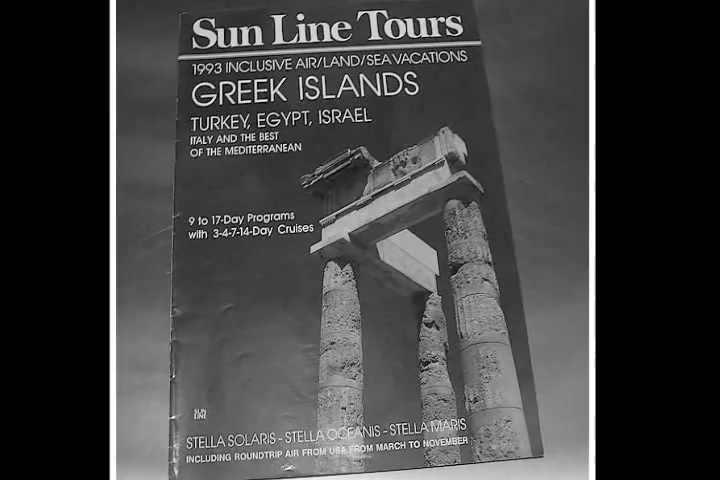 Sun Line Tours
1993 INCLUSIVE AIR/LAND/SEA VACATIONS
GREEK ISLANDS
TURKEY, EGYPT, ISRAEL
ITALY AND THE BEST
OF THE MEDITERRANEAN
9 to 17-Day Programs
with 3-4-7-14-Day Cruises
SUN
LINE
STELLA SOLARIS - STELLA OCEANIS - STELLA MARIS
INCLUDING ROUNDTRIP AIR FROM USA FROM MARCH TO NOVEMBER